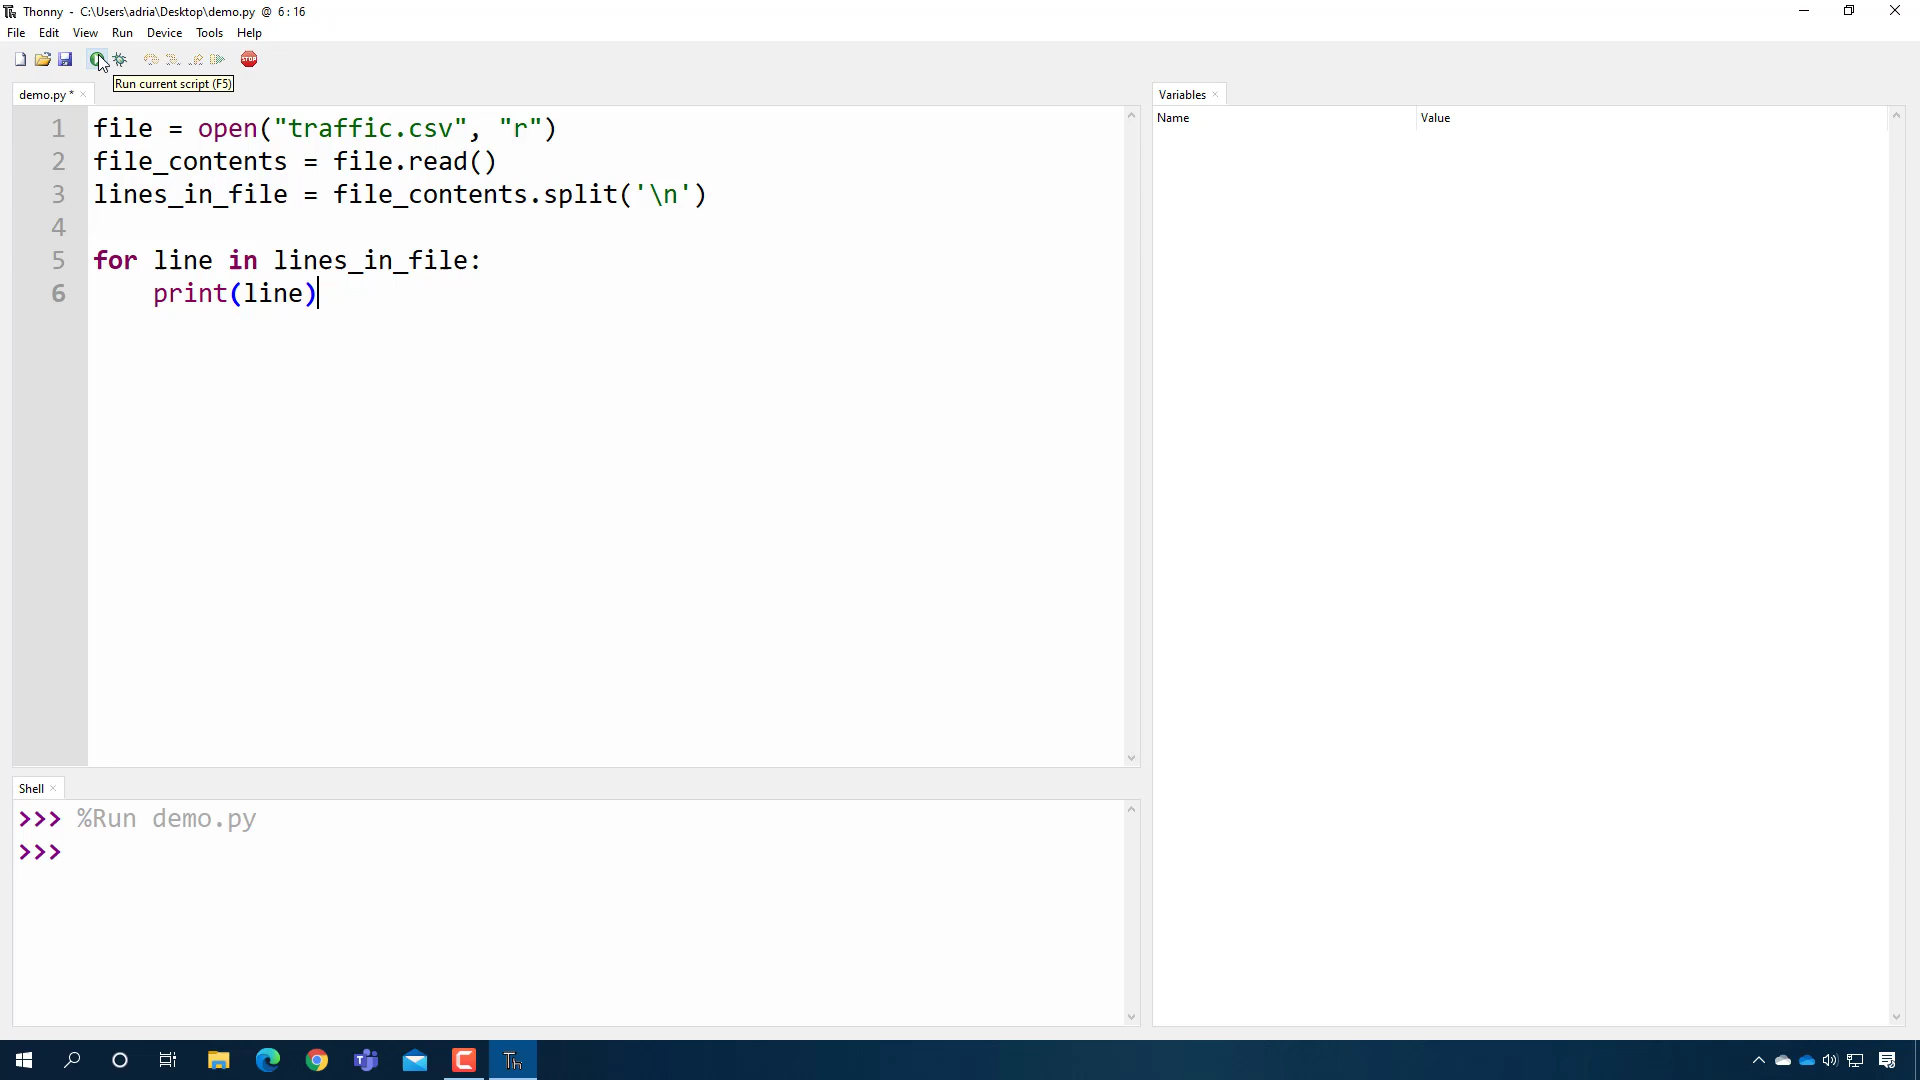 Thonny - C:\Users\adria\Desktop\demo.py @ 6 : 16
File Edit View Run Device Tools Help
STOP
Run current script (F5)
demo.py *
1 file = open("traffic.csv", "r")
2 file_contents = file.read()
3 lines_in_file = file_contents.split('\n')
4
5 for line in lines_in_file:
6     print(line)
Variables
Name Value
Shell
>>> %Run demo.py
>>>
Th